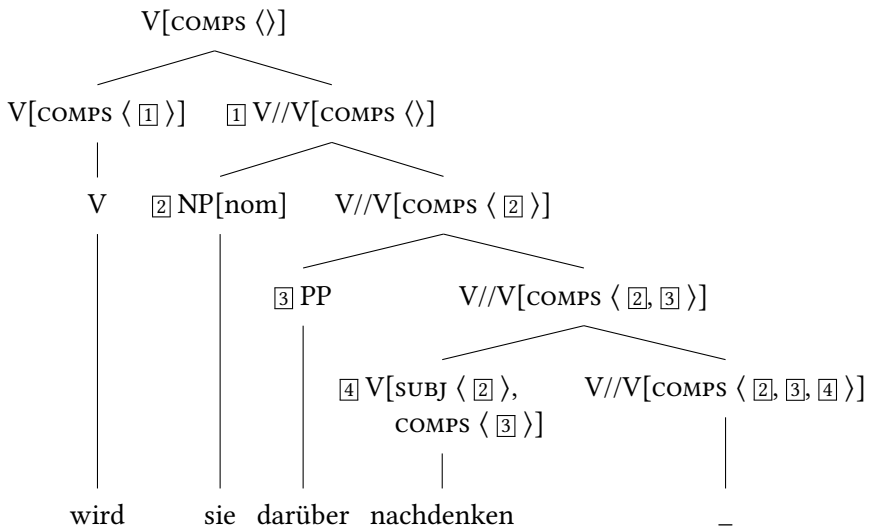 V[COMPS ⟨⟩]
V[COMPS ⟨ 1 ⟩] 1 V//V[COMPS ⟨⟩]
V 2 NP[nom] V//V[COMPS ⟨ 2 ⟩]
3 PP V//V[COMPS ⟨ 2, 3 ⟩]
4 V[SUBJ ⟨ 2 ⟩, V//V[COMPS ⟨ 2, 3, 4 ⟩]
COMPS ⟨ 3 ⟩]
wird sie darüber nachdenken _